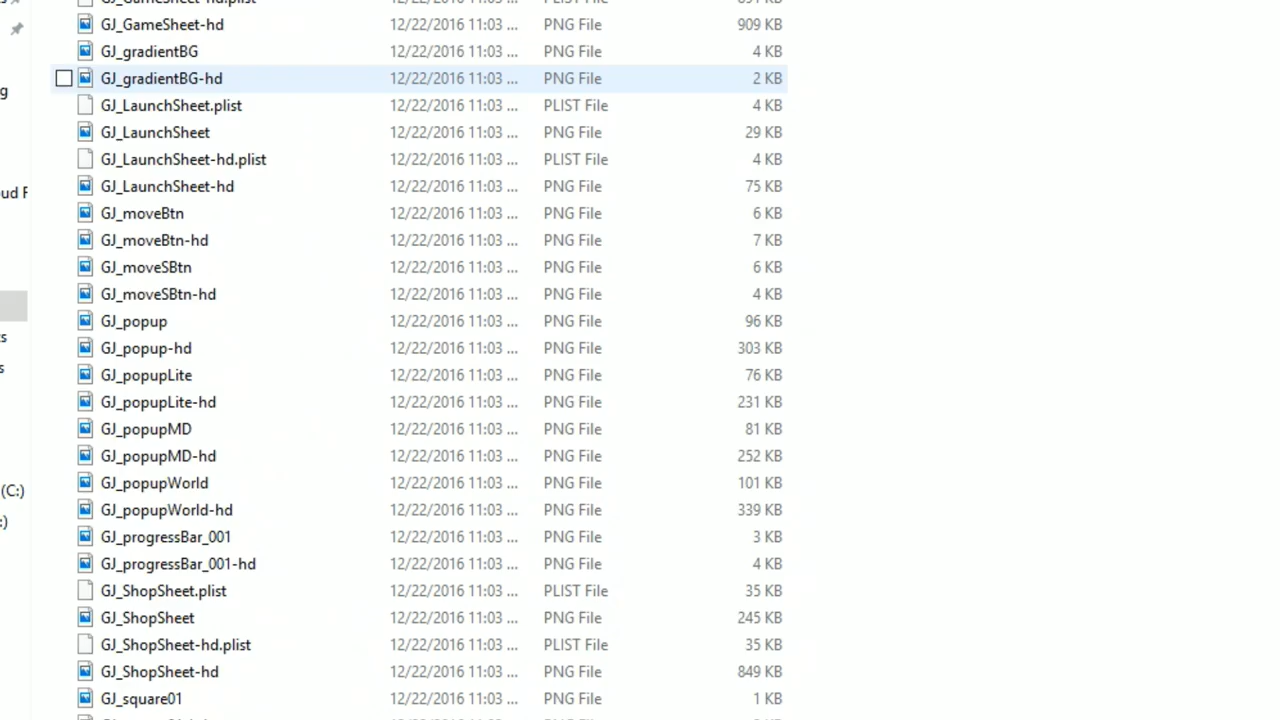 GJ_GameSheet-hd 12/22/2016 11:03 ... PNG File 909 KB
GJ_gradientBG 12/22/2016 11:03 ... PNG File 4 KB
GJ_gradientBG-hd 12/22/2016 11:03 ... PNG File 2 KB
g GJ_LaunchSheet.plist 12/22/2016 11:03 ... PLIST File 4 KB
GJ_LaunchSheet 12/22/2016 11:03 ... PNG File 29 KB
GJ_LaunchSheet-hd.plist 12/22/2016 11:03 ... PLIST File 4 KB
oud F GJ_LaunchSheet-hd 12/22/2016 11:03 ... PNG File 75 KB
GJ_moveBtn 12/22/2016 11:03 ... PNG File 6 KB
GJ_moveBtn-hd 12/22/2016 11:03 ... PNG File 7 KB
GJ_moveSBtn 12/22/2016 11:03 ... PNG File 6 KB
GJ_moveSBtn-hd 12/22/2016 11:03 ... PNG File 4 KB
GJ_popup 12/22/2016 11:03 ... PNG File 96 KB
GJ_popup-hd 12/22/2016 11:03 ... PNG File 303 KB
GJ_popupLite 12/22/2016 11:03 ... PNG File 76 KB
GJ_popupLite-hd 12/22/2016 11:03 ... PNG File 231 KB
GJ_popupMD 12/22/2016 11:03 ... PNG File 81 KB
GJ_popupMD-hd 12/22/2016 11:03 ... PNG File 252 KB
(C:) GJ_popupWorld 12/22/2016 11:03 ... PNG File 101 KB
GJ_popupWorld-hd 12/22/2016 11:03 ... PNG File 339 KB
:) GJ_progressBar_001 12/22/2016 11:03 ... PNG File 3 KB
GJ_progressBar_001-hd 12/22/2016 11:03 ... PNG File 4 KB
GJ_ShopSheet.plist 12/22/2016 11:03 ... PLIST File 35 KB
GJ_ShopSheet 12/22/2016 11:03 ... PNG File 245 KB
GJ_ShopSheet-hd.plist 12/22/2016 11:03 ... PLIST File 35 KB
GJ_ShopSheet-hd 12/22/2016 11:03 ... PNG File 849 KB
GJ_square01 12/22/2016 11:03 ... PNG File 1 KB